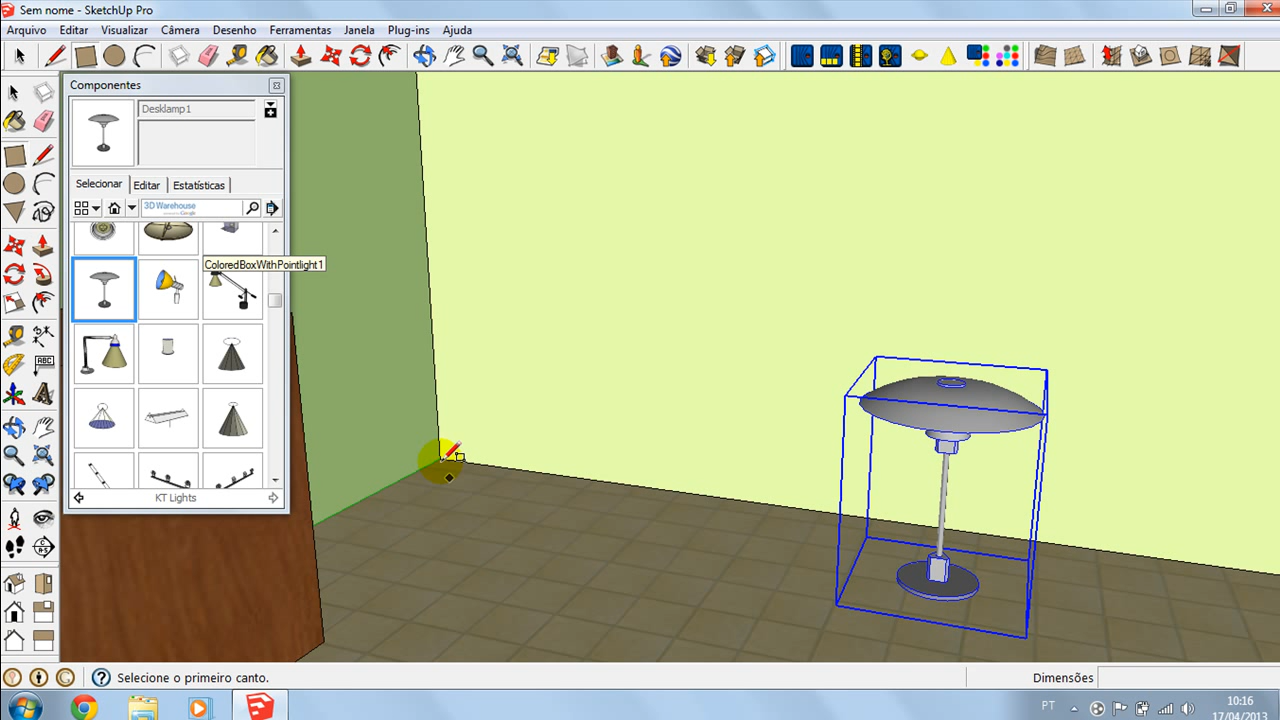 Sem nome - SketchUp Pro
Arquivo Editar Visualizar Câmera Desenho Ferramentas Janela Plug-ins Ajuda
Componentes
Desklamp1
Selecionar Editar Estatísticas
3D Warehouse
ColoredBoxWithPointlight1
ABC
KT Lights
Selecione o primeiro canto.
Dimensões
PT
10:16
17/04/2013